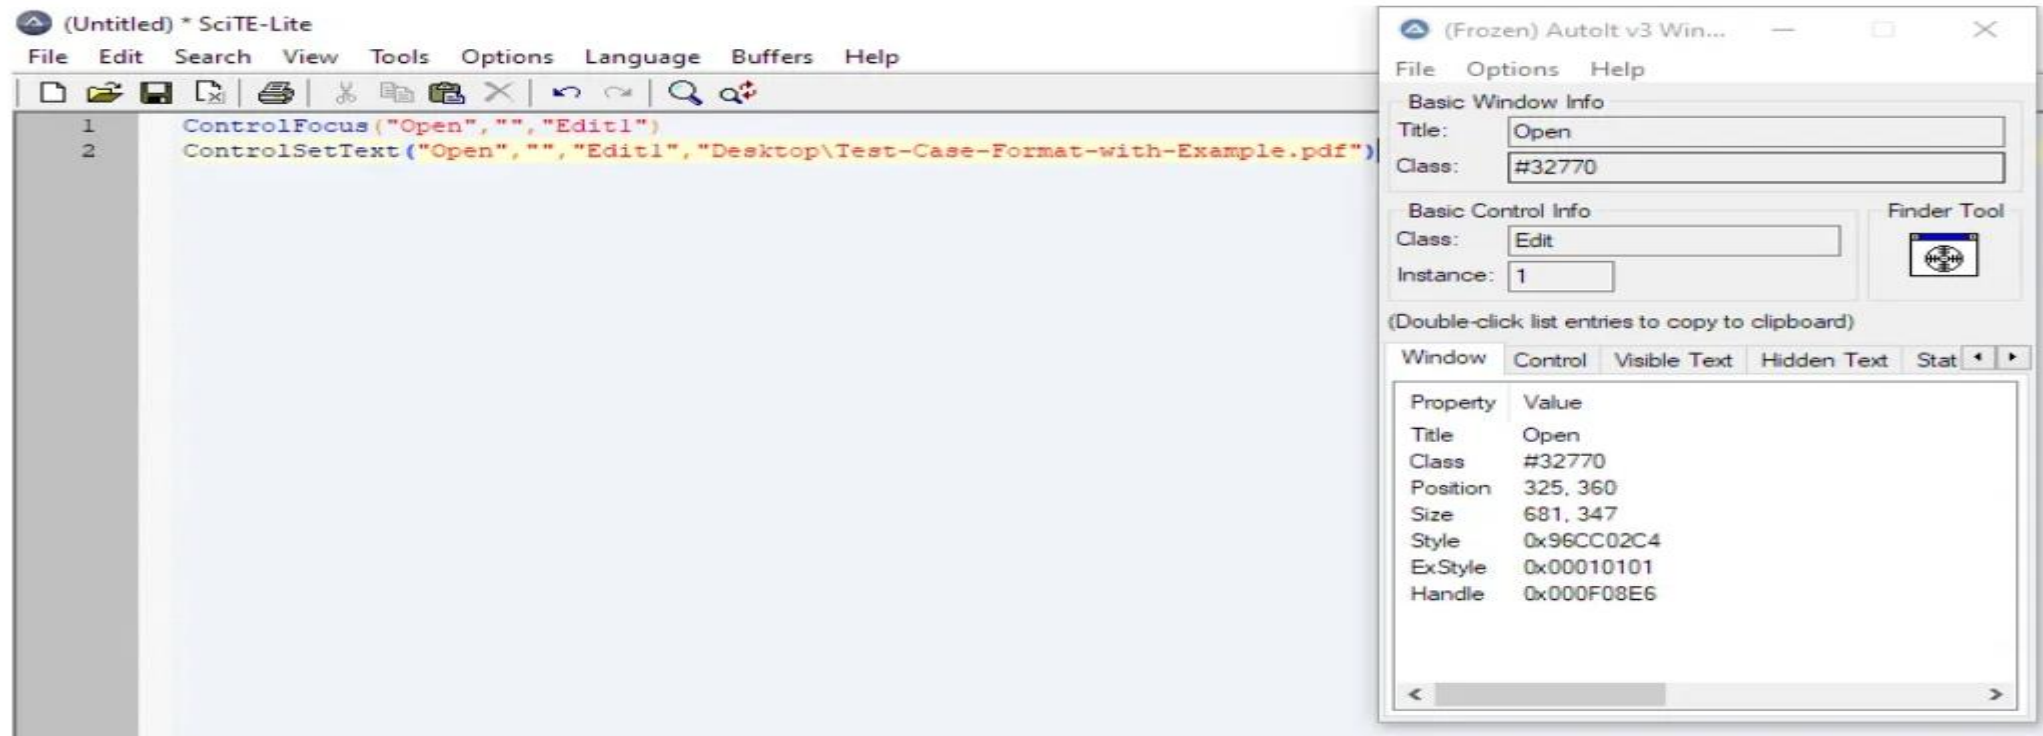 (Untitled) * SciTE-Lite
File Edit Search View Tools Options Language Buffers Help
1 ControlFocus("Open","","Edit1")
2 ControlSetText("Open","","Edit1","Desktop\Test-Case-Format-with-Example.pdf")
(Frozen) AutoIt v3 Win...
File Options Help
Basic Window Info
Title: Open
Class: #32770
Basic Control Info
Finder Tool
Class: Edit
Instance: 1
(Double-click list entries to copy to clipboard)
Window Control Visible Text Hidden Text Stat
Property Value
Title Open
Class #32770
Position 325, 360
Size 681, 347
Style 0x96CC02C4
ExStyle 0x00010101
Handle 0x000F08E6